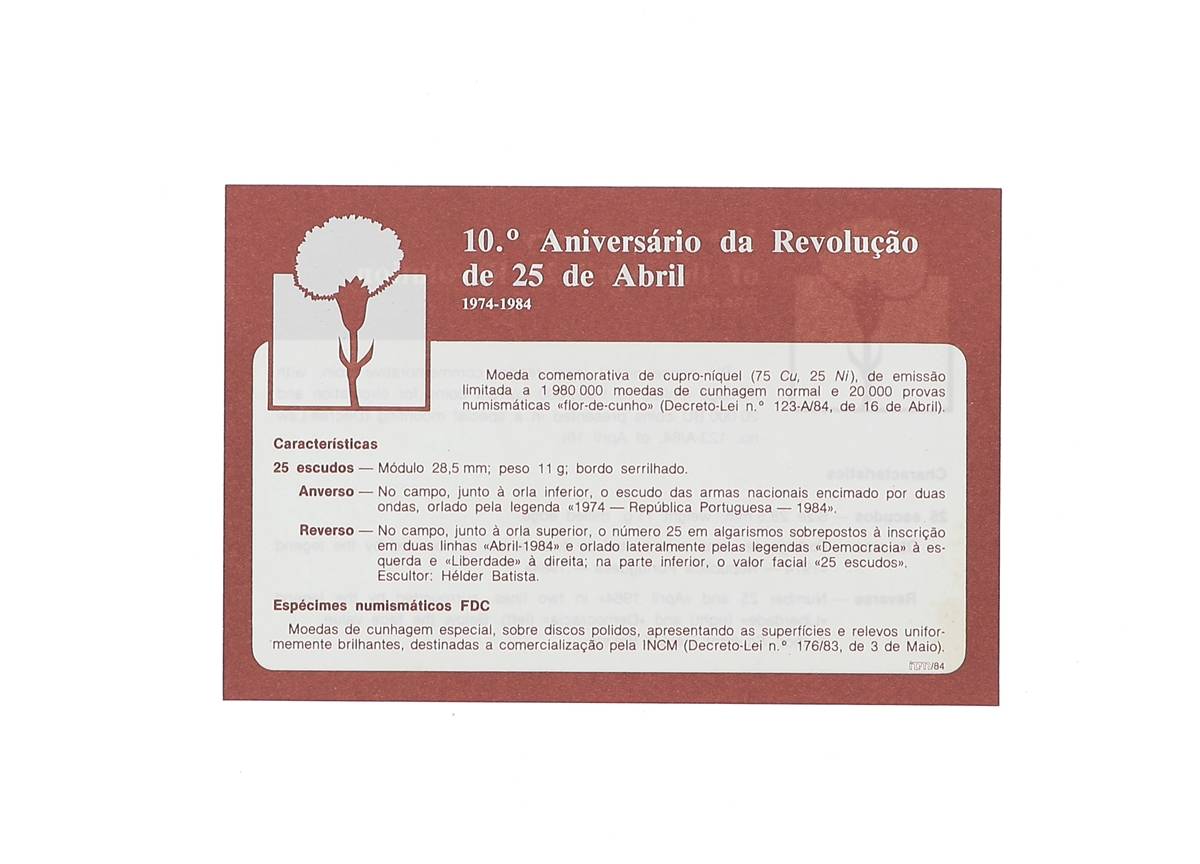 10.º Aniversário da Revolução
de 25 de Abril
1974-1984
Moeda comemorativa de cupro-níquel (75 Cu, 25 Ni), de emissão
limitada a 1 980 000 moedas de cunhagem normal e 20 000 provas
numismáticas «flor-de-cunho» (Decreto-Lei n.º 123-A/84, de 16 de Abril).
Características
25 escudos — Módulo 28,5 mm; peso 11 g; bordo serrilhado.
Anverso — No campo, junto à orla inferior, o escudo das armas nacionais encimado por duas
ondas, orlado pela legenda «1974 — República Portuguesa — 1984».
Reverso — No campo, junto à orla superior, o número 25 em algarismos sobrepostos à inscrição
em duas linhas «Abril-1984» e orlado lateralmente pelas legendas «Democracia» à es-
querda e «Liberdade» à direita; na parte inferior, o valor facial «25 escudos».
Escultor: Hélder Batista.
Espécimes numismáticos FDC
Moedas de cunhagem especial, sobre discos polidos, apresentando as superfícies e relevos unifor-
memente brilhantes, destinadas a comercialização pela INCM (Decreto-Lei n.º 176/83, de 3 de Maio).
/84